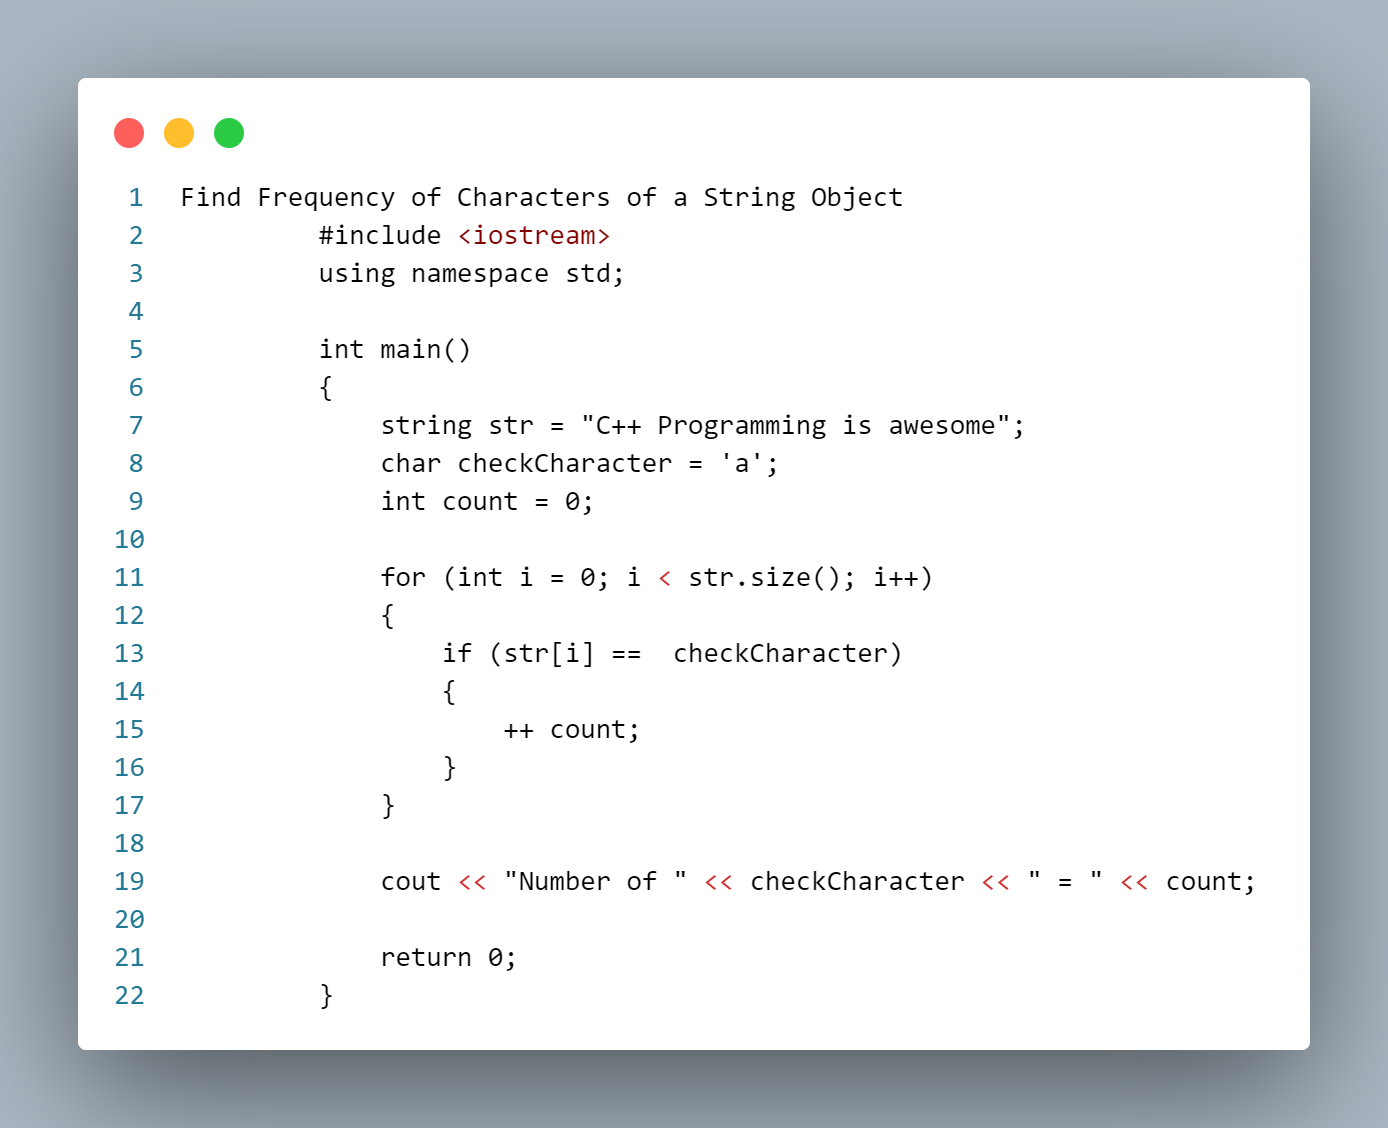 1 Find Frequency of Characters of a String Object
2 #include <iostream>
3 using namespace std;
4
5 int main()
6 {
7 string str = "C++ Programming is awesome";
8 char checkCharacter = 'a';
9 int count = 0;
10
11 for (int i = 0; i < str.size(); i++)
12 {
13 if (str[i] ==  checkCharacter)
14 {
15 ++ count;
16 }
17 }
18
19 cout << "Number of " << checkCharacter << " = " << count;
20
21 return 0;
22 }